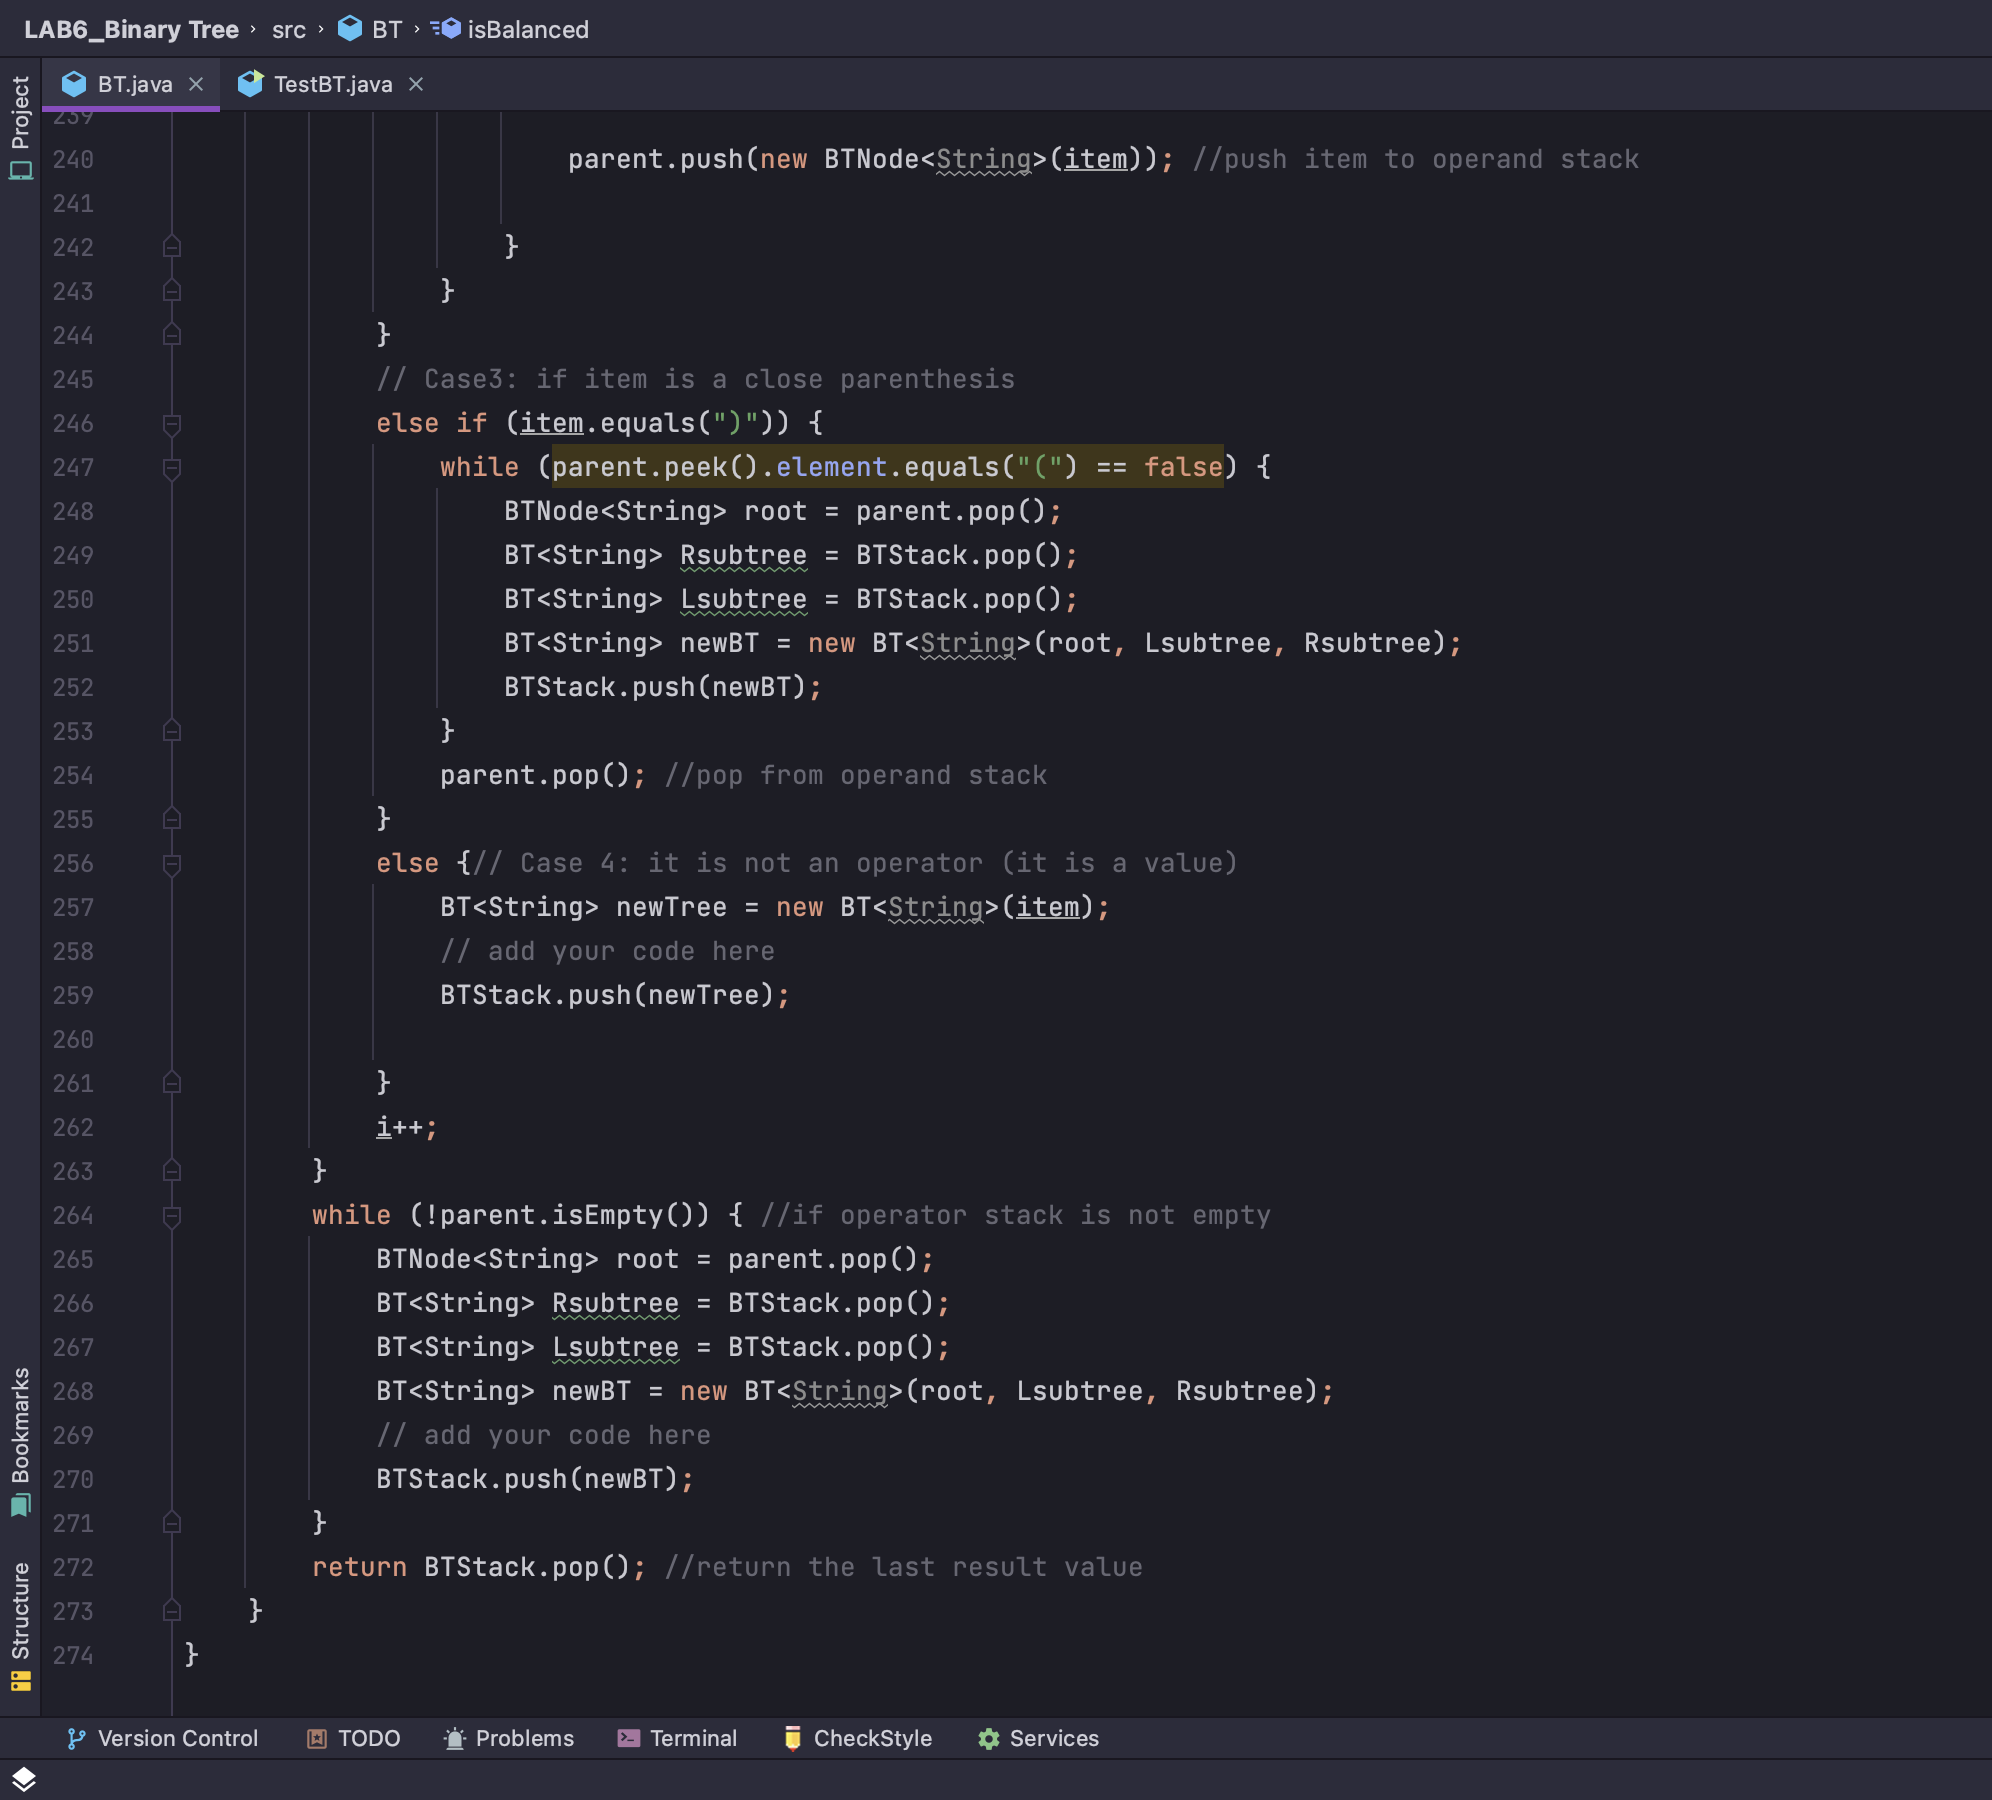 LAB6_Binary Tree › src › BT › isBalanced
BT.java × TestBT.java ×
Project
239
240 parent.push(new BTNode<String>(item)); //push item to operand stack
241
242 }
243 }
244 }
245 // Case3: if item is a close parenthesis
246 else if (item.equals(")")) {
247 while (parent.peek().element.equals("(") == false) {
248 BTNode<String> root = parent.pop();
249 BT<String> Rsubtree = BTStack.pop();
250 BT<String> Lsubtree = BTStack.pop();
251 BT<String> newBT = new BT<String>(root, Lsubtree, Rsubtree);
252 BTStack.push(newBT);
253 }
254 parent.pop(); //pop from operand stack
255 }
256 else {// Case 4: it is not an operator (it is a value)
257 BT<String> newTree = new BT<String>(item);
258 // add your code here
259 BTStack.push(newTree);
260
261 }
262 i++;
263 }
264 while (!parent.isEmpty()) { //if operator stack is not empty
265 BTNode<String> root = parent.pop();
266 BT<String> Rsubtree = BTStack.pop();
267 BT<String> Lsubtree = BTStack.pop();
268 BT<String> newBT = new BT<String>(root, Lsubtree, Rsubtree);
269 // add your code here
270 BTStack.push(newBT);
271 }
272 return BTStack.pop(); //return the last result value
273 }
274 }
Bookmarks
Structure
Version Control TODO Problems Terminal CheckStyle Services